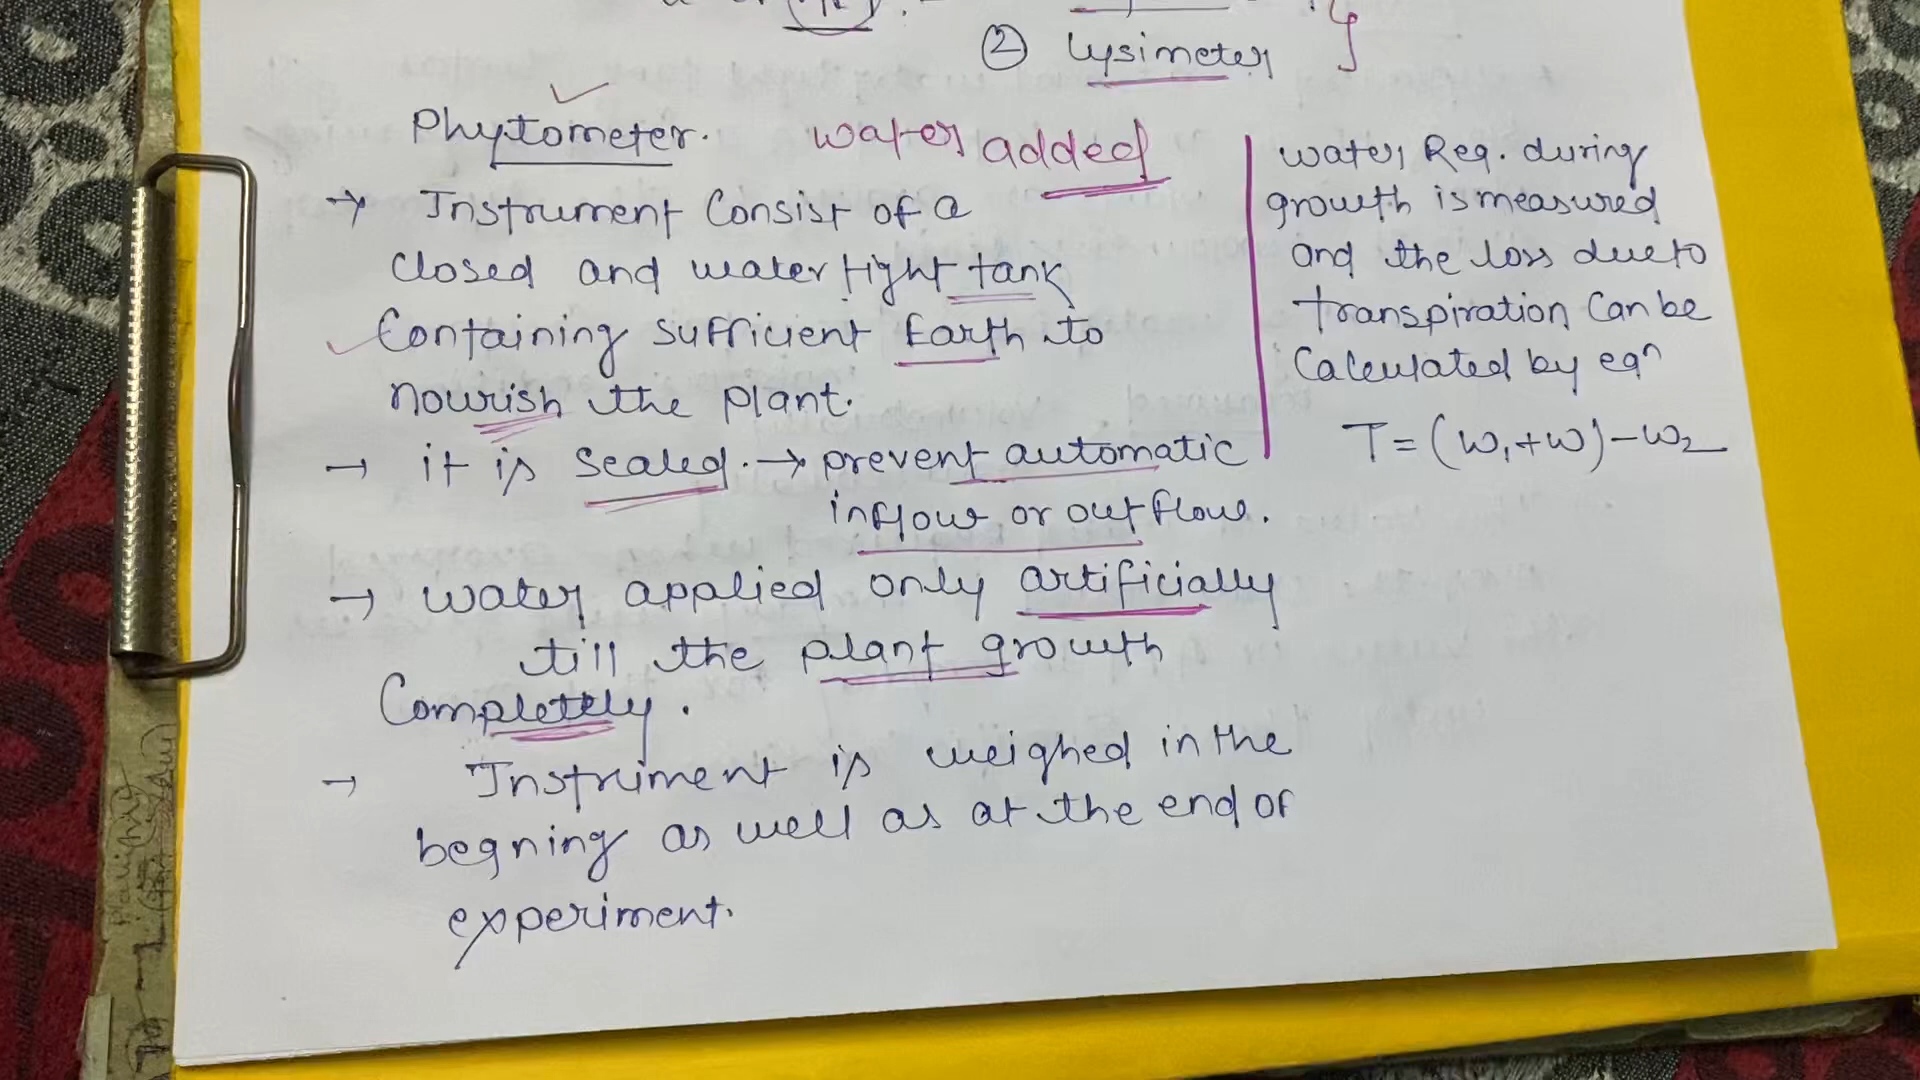 ② Lysimeter
Phytometer.
water added
→ Instrument Consist of a
closed and water tight tank
Containing sufficient Earth to
nourish the plant.
→ it is sealed. → prevent automatic
inflow or outflow.
→ water applied only artificially
till the plant growth
Completely.
→ Instriment is weighed in the
begning as well as at the end of
experiment.
water Req. during
growth is measured
and the loss due to
transpiration can be
Calculated by eqⁿ
T = (w₁+w) - w₂